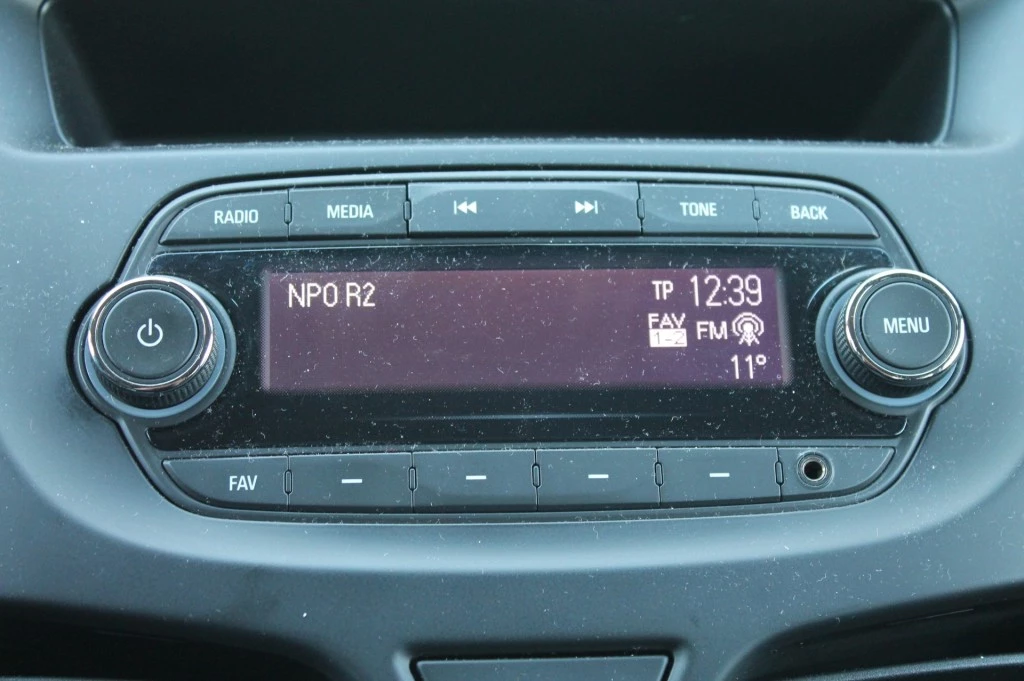 RADIO MEDIA TONE BACK
NPO R2 TP 12:39
FAV
1-2 FM
11°
MENU
FAV